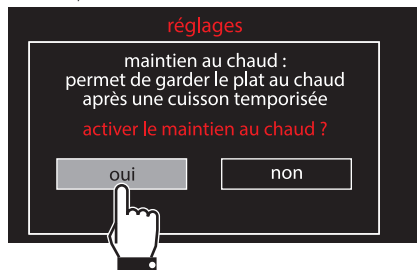 réglages
maintien au chaud :
permet de garder le plat au chaud
après une cuisson temporisée
activer le maintien au chaud ?
oui
non